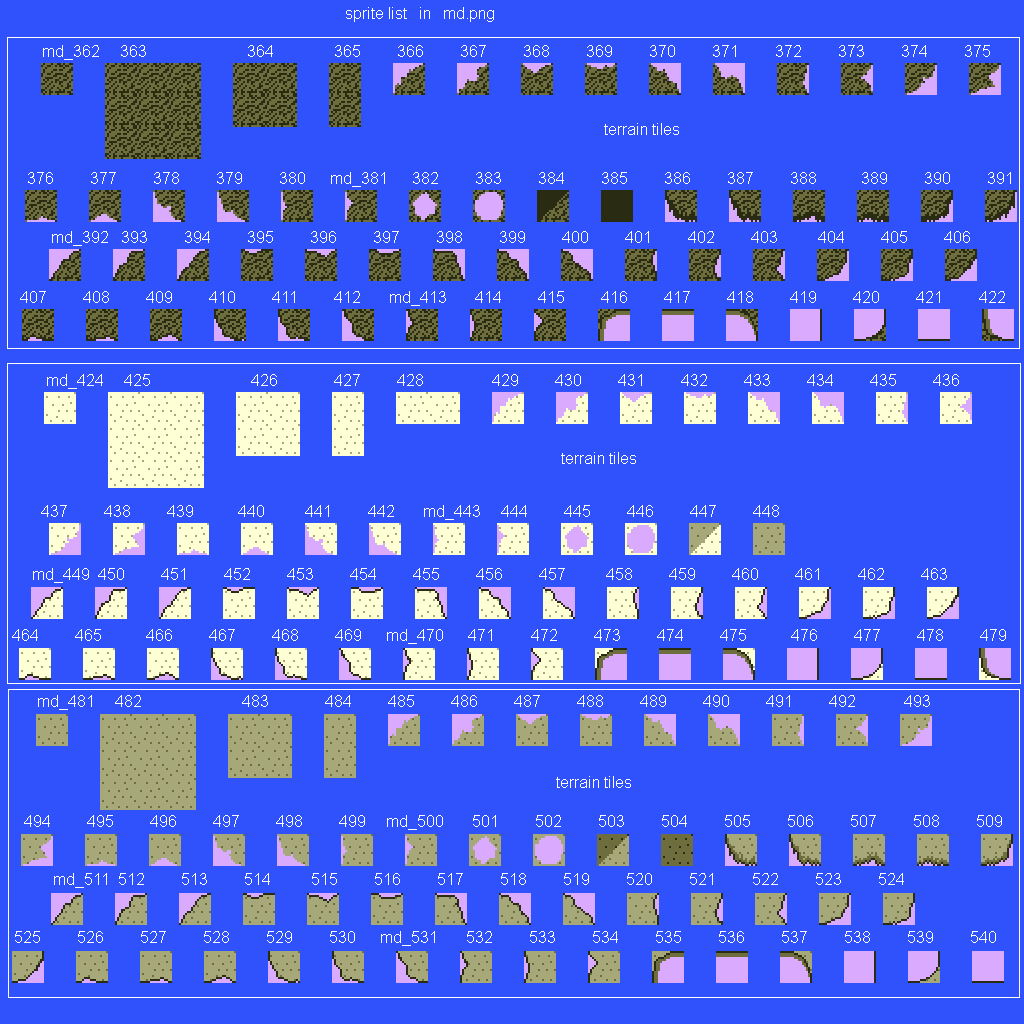 sprite list in md.png
md_362 363 364 365 366 367 368 369 370 371 372 373 374 375
terrain tiles
376 377 378 379 380 md_381 382 383 384 385 386 387 388 389 390 391
md_392 393 394 395 396 397 398 399 400 401 402 403 404 405 406
407 408 409 410 411 412 md_413 414 415 416 417 418 419 420 421 422
md_424 425 426 427 428 429 430 431 432 433 434 435 436
terrain tiles
437 438 439 440 441 442 md_443 444 445 446 447 448
md_449 450 451 452 453 454 455 456 457 458 459 460 461 462 463
464 465 466 467 468 469 md_470 471 472 473 474 475 476 477 478 479
md_481 482 483 484 485 486 487 488 489 490 491 492 493
terrain tiles
494 495 496 497 498 499 md_500 501 502 503 504 505 506 507 508 509
md_511 512 513 514 515 516 517 518 519 520 521 522 523 524
525 526 527 528 529 530 md_531 532 533 534 535 536 537 538 539 540